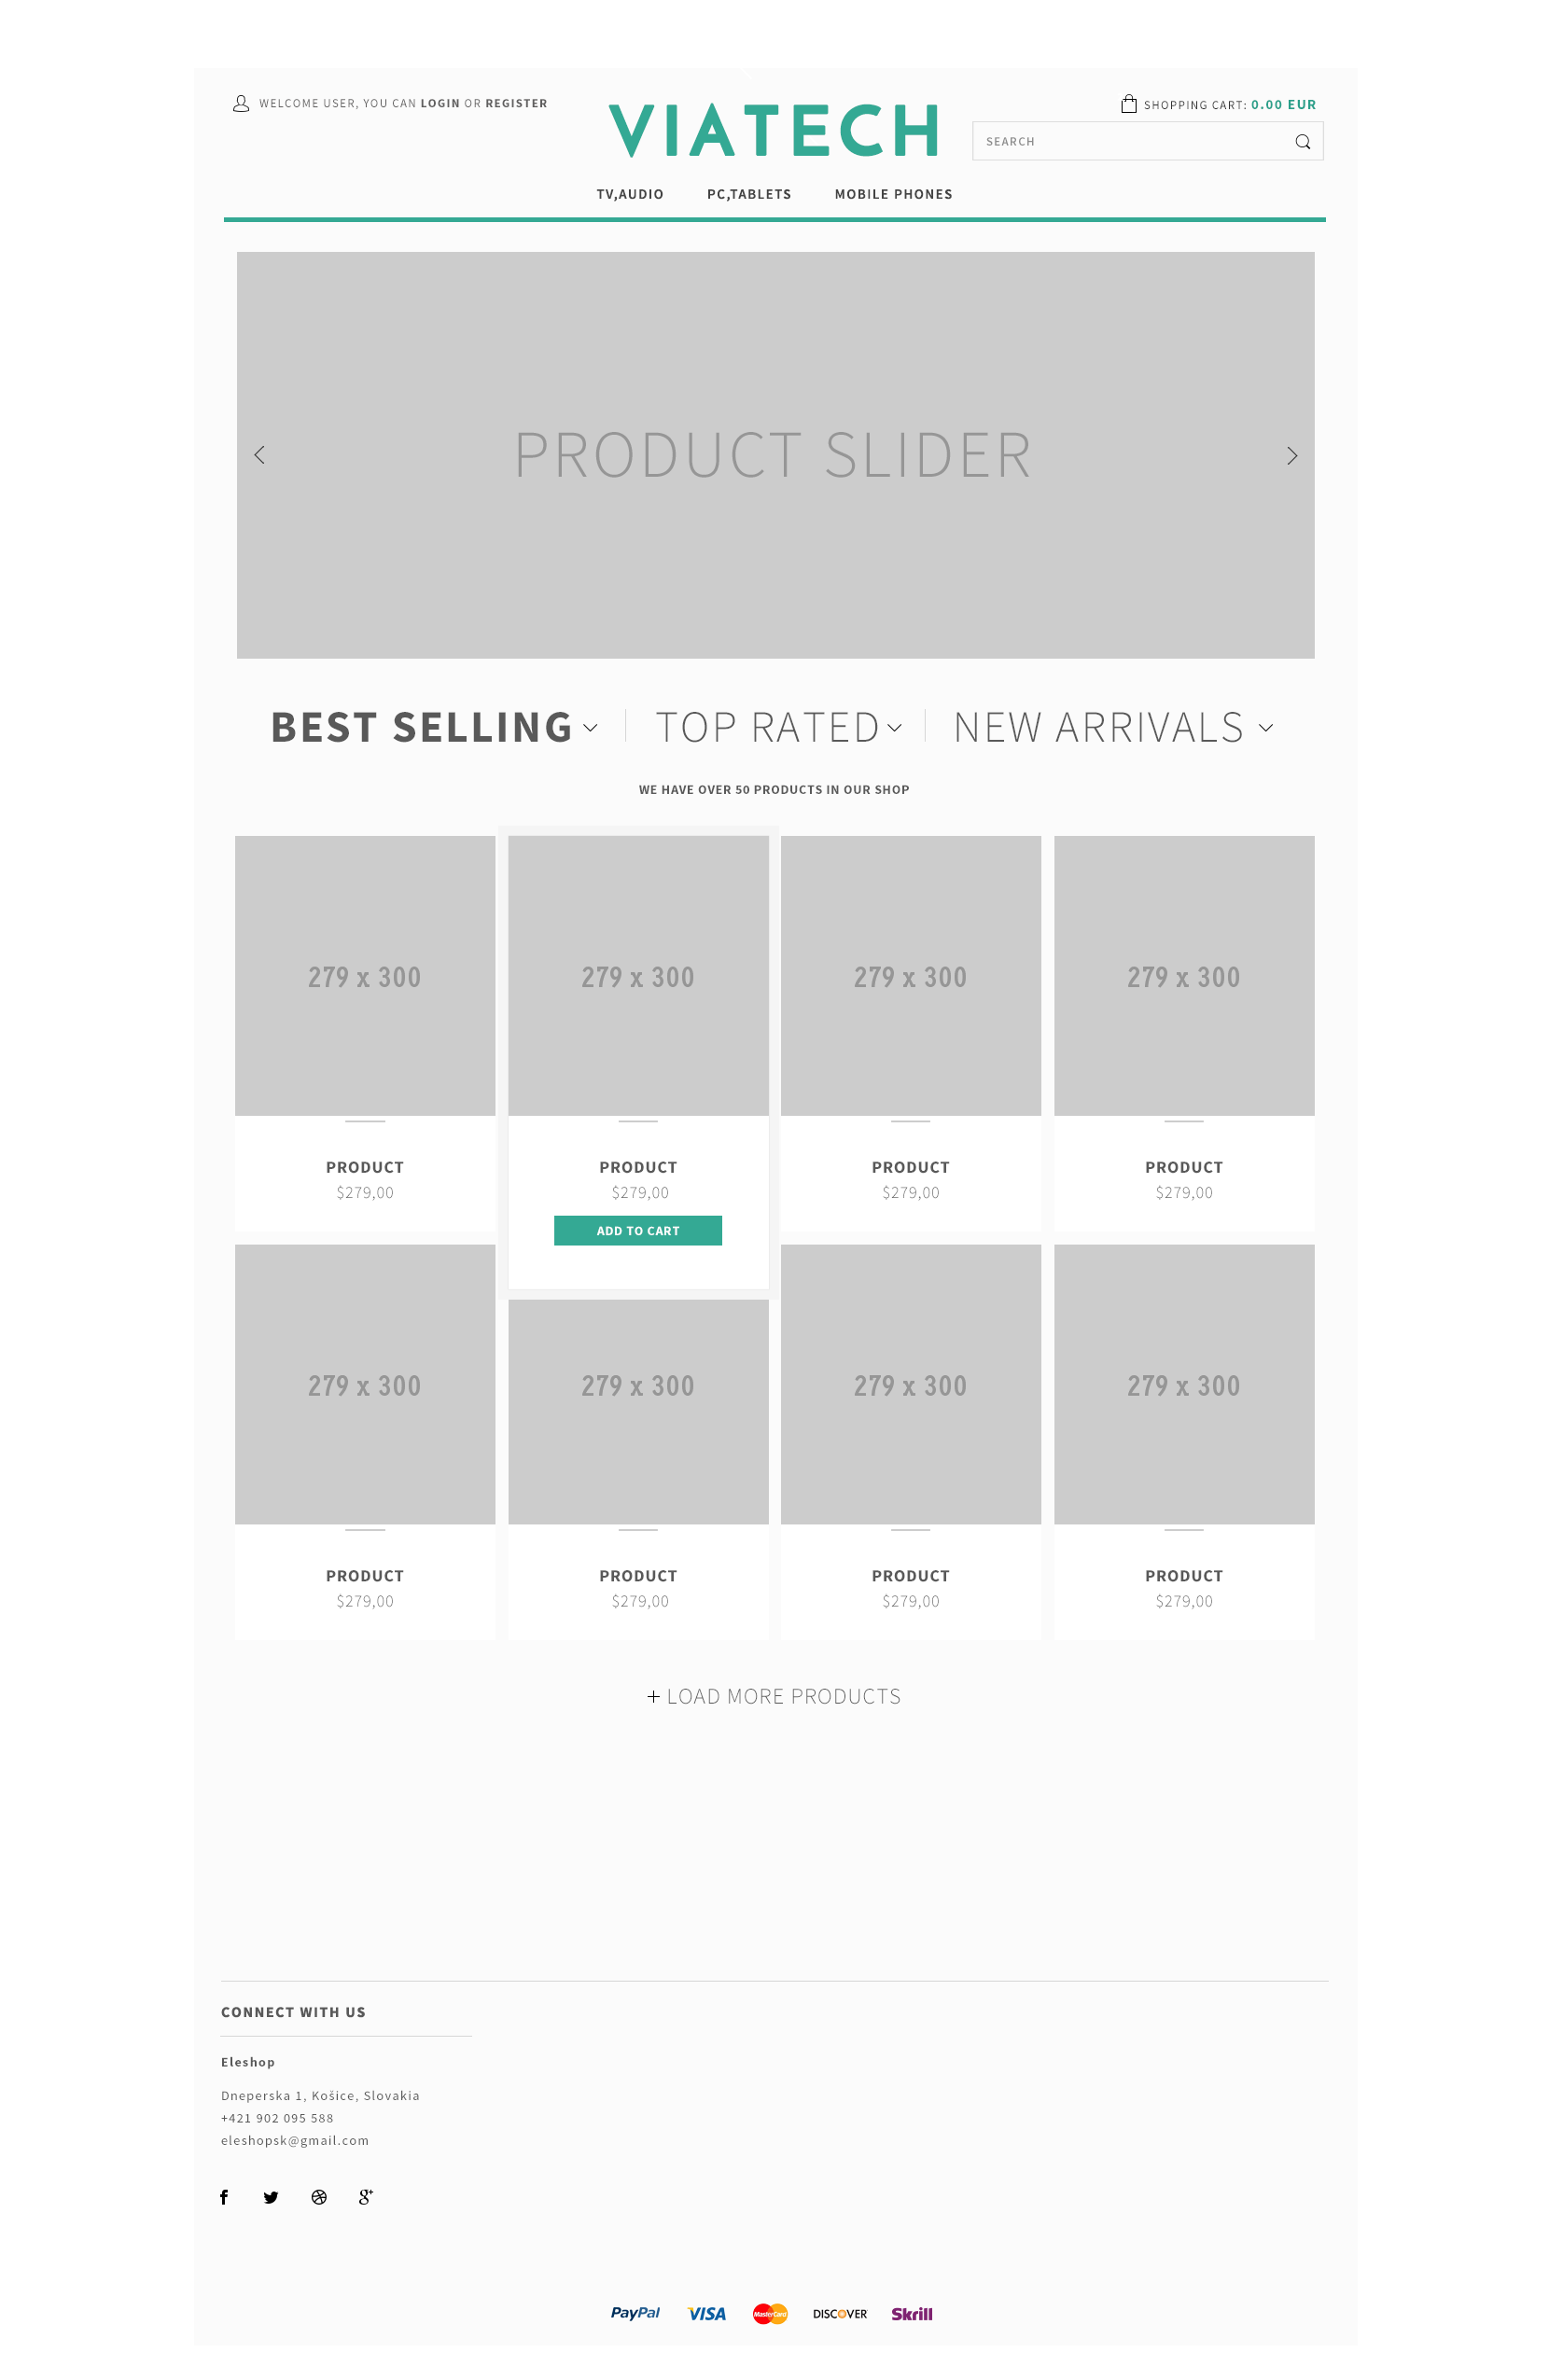 WELCOME USER, YOU CAN LOGIN OR REGISTER
VIATECH
SHOPPING CART: 0.00 EUR
SEARCH
TV,AUDIO PC,TABLETS MOBILE PHONES
PRODUCT SLIDER
BEST SELLING TOP RATED NEW ARRIVALS
WE HAVE OVER 50 PRODUCTS IN OUR SHOP
279 x 300 279 x 300 279 x 300 279 x 300
PRODUCT PRODUCT PRODUCT PRODUCT
$279,00 $279,00 $279,00 $279,00
ADD TO CART
279 x 300 279 x 300 279 x 300 279 x 300
PRODUCT PRODUCT PRODUCT PRODUCT
$279,00 $279,00 $279,00 $279,00
+ LOAD MORE PRODUCTS
CONNECT WITH US
Eleshop
Dneperska 1, Košice, Slovakia
+421 902 095 588
eleshopsk@gmail.com
PayPal VISA MasterCard DISCOVER Skrill